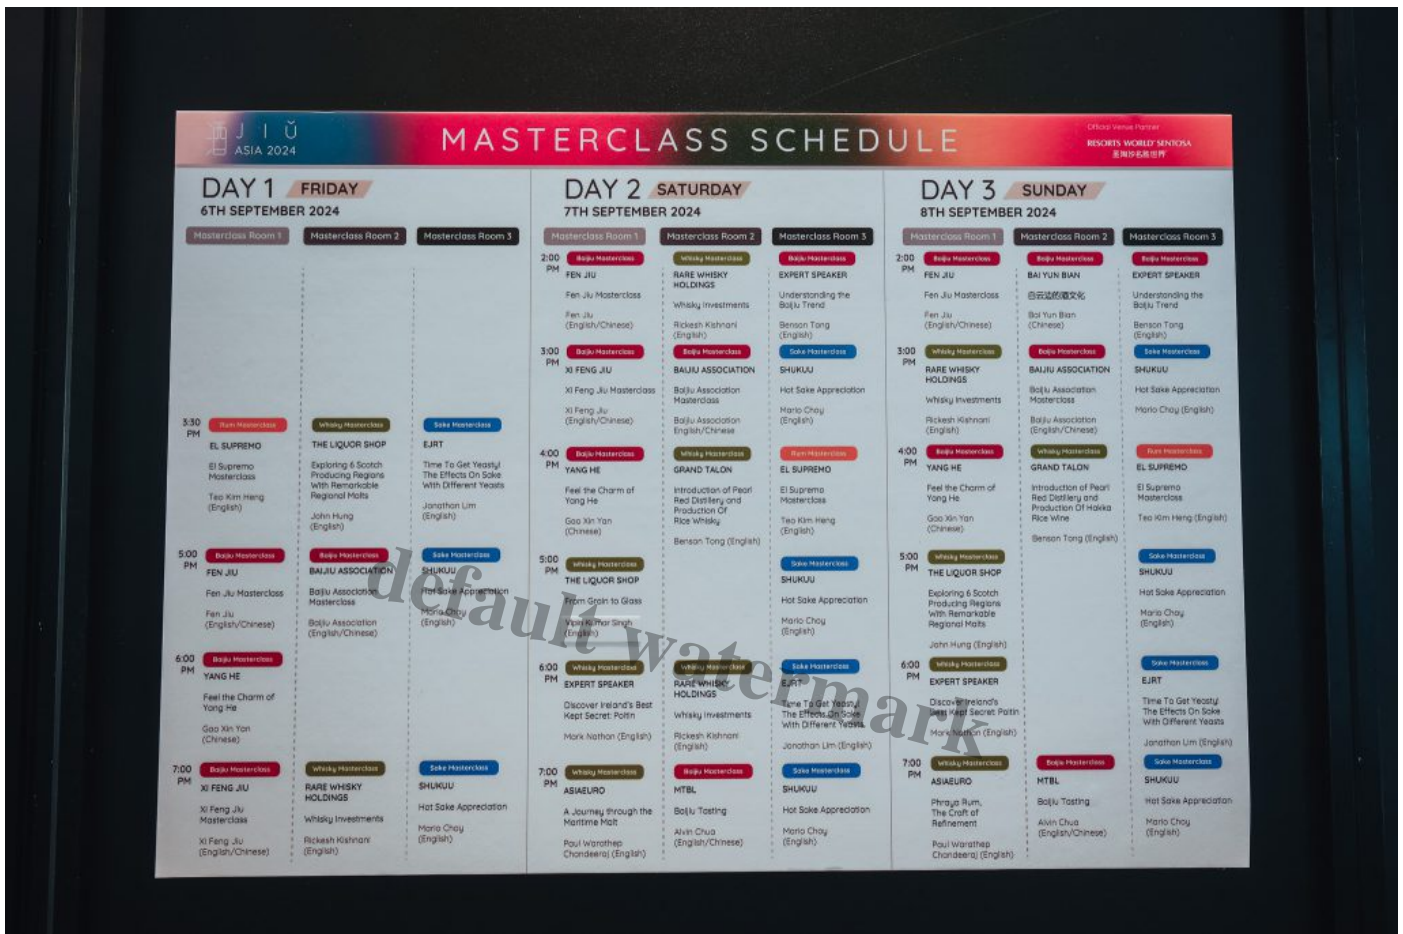 酒 JIǓ
ASIA 2024
MASTERCLASS SCHEDULE
Official Venue Partner
RESORTS WORLD SENTOSA
圣淘沙名胜世界
DAY 1 FRIDAY
6TH SEPTEMBER 2024
Masterclass Room 1
Masterclass Room 2
Masterclass Room 3
3:30 PM
Rum Masterclass
EL SUPREMO
El Supremo
Masterclass
Teo Kim Heng
(English)
Whisky Masterclass
THE LIQUOR SHOP
Exploring 6 Scotch
Producing Regions
With Remarkable
Regional Malts
John Hung
(English)
Sake Masterclass
EJRT
Time To Get Yeasty!
The Effects On Sake
With Different Yeasts
Jonathan Lim
(English)
5:00 PM
Baijiu Masterclass
FEN JIU
Fen Jiu Masterclass
Fen Jiu
(English/Chinese)
Baijiu Masterclass
BAIJIU ASSOCIATION
Baijiu Association
Masterclass
Baijiu Association
(English/Chinese)
Sake Masterclass
SHUKUU
Hot Sake Appreciation
Mario Choy
(English)
6:00 PM
Baijiu Masterclass
YANG HE
Feel the Charm of
Yang He
Gao Xin Yan
(Chinese)
7:00 PM
Baijiu Masterclass
XI FENG JIU
Xi Feng Jiu
Masterclass
Xi Feng Jiu
(English/Chinese)
Whisky Masterclass
RARE WHISKY
HOLDINGS
Whisky Investments
Rickesh Kishnani
(English)
Sake Masterclass
SHUKUU
Hot Sake Appreciation
Mario Choy
(English)
DAY 2 SATURDAY
7TH SEPTEMBER 2024
Masterclass Room 1
Masterclass Room 2
Masterclass Room 3
2:00 PM
Baijiu Masterclass
FEN JIU
Fen Jiu Masterclass
Fen Jiu
(English/Chinese)
Whisky Masterclass
RARE WHISKY
HOLDINGS
Whisky Investments
Rickesh Kishnani
(English)
Baijiu Masterclass
EXPERT SPEAKER
Understanding the
Baijiu Trend
Benson Tong
(English)
3:00 PM
Baijiu Masterclass
XI FENG JIU
Xi Feng Jiu Masterclass
Xi Feng Jiu
(English/Chinese)
Baijiu Masterclass
BAIJIU ASSOCIATION
Baijiu Association
Masterclass
Baijiu Association
English/Chinese
Sake Masterclass
SHUKUU
Hot Sake Appreciation
Mario Choy
(English)
4:00 PM
Baijiu Masterclass
YANG HE
Feel the Charm of
Yang He
Gao Xin Yan
(Chinese)
Whisky Masterclass
GRAND TALON
Introduction of Pearl
Red Distillery and
Production Of
Rice Whisky
Benson Tong (English)
Rum Masterclass
EL SUPREMO
El Supremo
Masterclass
Teo Kim Heng
(English)
5:00 PM
Whisky Masterclass
THE LIQUOR SHOP
From Grain to Glass
Vipin Kumar Singh
(English)
Sake Masterclass
SHUKUU
Hot Sake Appreciation
Mario Choy
(English)
6:00 PM
Whisky Masterclass
EXPERT SPEAKER
Discover Ireland's Best
Kept Secret: Poitin
Mark Nathan (English)
Whisky Masterclass
RARE WHISKY
HOLDINGS
Whisky Investments
Rickesh Kishnani
(English)
Sake Masterclass
EJRT
Time To Get Yeasty!
The Effects On Sake
With Different Yeasts
Jonathan Lim (English)
7:00 PM
Whisky Masterclass
ASIAEURO
A Journey through the
Maritime Malt
Paul Warathep
Chondeeraj (English)
Baijiu Masterclass
MTBL
Baijiu Tasting
Alvin Chua
(English/Chinese)
Sake Masterclass
SHUKUU
Hot Sake Appreciation
Mario Choy
(English)
DAY 3 SUNDAY
8TH SEPTEMBER 2024
Masterclass Room 1
Masterclass Room 2
Masterclass Room 3
2:00 PM
Baijiu Masterclass
FEN JIU
Fen Jiu Masterclass
Fen Jiu
(English/Chinese)
Baijiu Masterclass
BAI YUN BIAN
白云边的酒文化
Bai Yun Bian
(Chinese)
Baijiu Masterclass
EXPERT SPEAKER
Understanding the
Baijiu Trend
Benson Tong
(English)
3:00 PM
Whisky Masterclass
RARE WHISKY
HOLDINGS
Whisky Investments
Rickesh Kishnani
(English)
Baijiu Masterclass
BAIJIU ASSOCIATION
Baijiu Association
Masterclass
Baijiu Association
(English/Chinese)
Sake Masterclass
SHUKUU
Hot Sake Appreciation
Mario Choy (English)
4:00 PM
Baijiu Masterclass
YANG HE
Feel the Charm of
Yang He
Gao Xin Yan
(Chinese)
Whisky Masterclass
GRAND TALON
Introduction of Pearl
Red Distillery and
Production Of Hakka
Rice Wine
Benson Tong (English)
Rum Masterclass
EL SUPREMO
El Supremo
Masterclass
Teo Kim Heng (English)
5:00 PM
Whisky Masterclass
THE LIQUOR SHOP
Exploring 6 Scotch
Producing Regions
With Remarkable
Regional Malts
John Hung (English)
Sake Masterclass
SHUKUU
Hot Sake Appreciation
Mario Choy
(English)
6:00 PM
Whisky Masterclass
EXPERT SPEAKER
Discover Ireland's
Best Kept Secret: Poitin
Mark Nathan (English)
Sake Masterclass
EJRT
Time To Get Yeasty!
The Effects On Sake
With Different Yeasts
Jonathan Lim (English)
7:00 PM
Whisky Masterclass
ASIAEURO
Phraya Rum,
The Craft of
Refinement
Paul Warathep
Chondeeraj (English)
Baijiu Masterclass
MTBL
Baijiu Tasting
Alvin Chua
(English/Chinese)
Sake Masterclass
SHUKUU
Hot Sake Appreciation
Mario Choy
(English)
default watermark